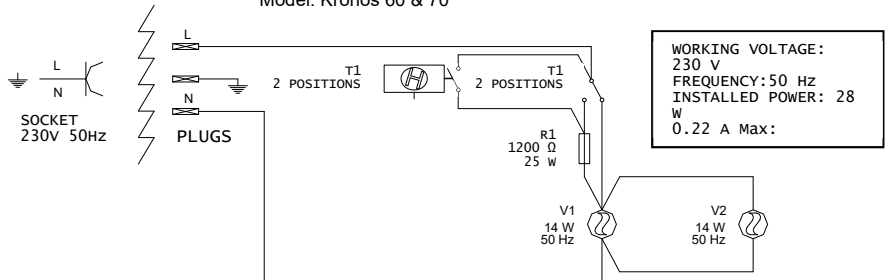 Model: Kronos 60 & 70
L
N
SOCKET
230V 50Hz
L
N
PLUGS
T1
2 POSITIONS
H
T1
2 POSITIONS
R1
1200 Ω
25 W
V1
14 W
50 Hz
V2
14 W
50 Hz
WORKING VOLTAGE:
230 V
FREQUENCY:50 Hz
INSTALLED POWER: 28
W
0.22 A Max: